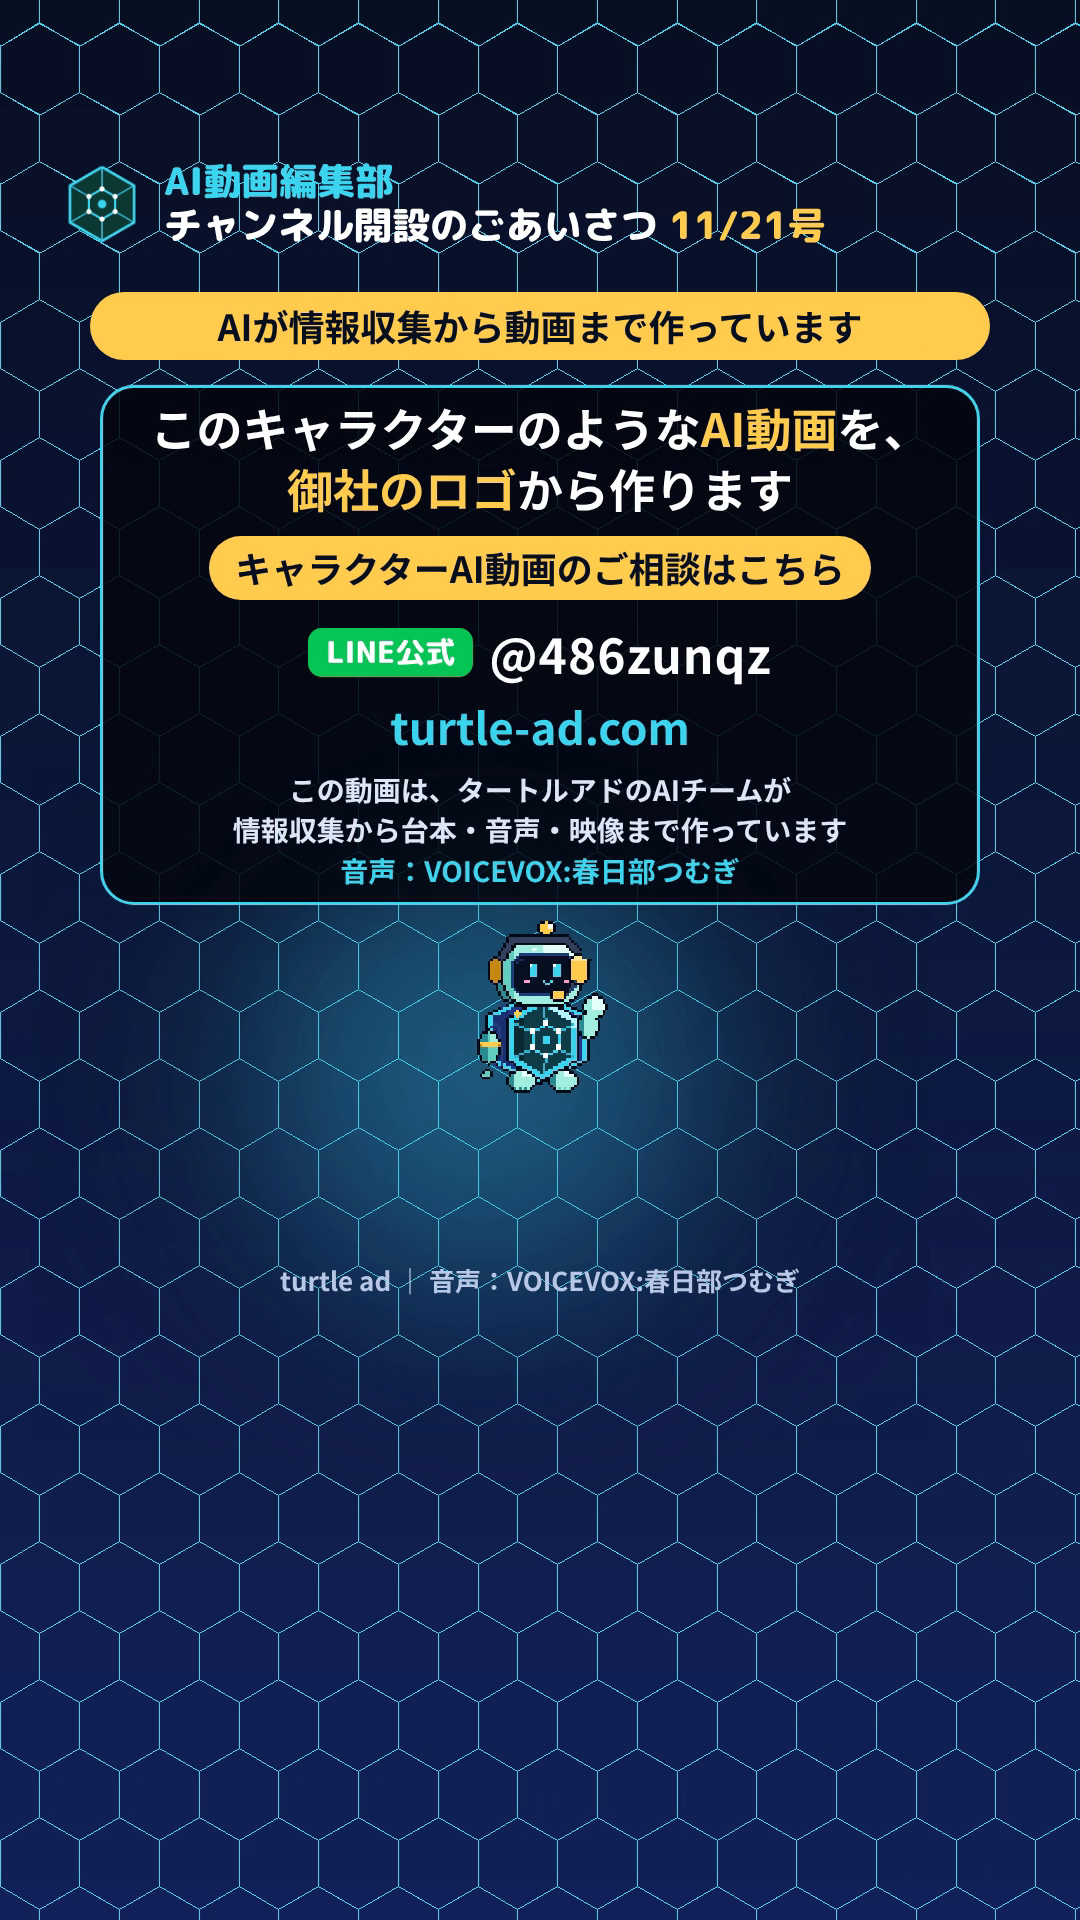 AI動画編集部
チャンネル開設のごあいさつ 11/21号
AIが情報収集から動画まで作っています
このキャラクターのようなAI動画を、
御社のロゴから作ります
キャラクターAI動画のご相談はこちら
LINE公式 @486zunqz
turtle-ad.com
この動画は、タートルアドのAIチームが
情報収集から台本・音声・映像まで作っています
音声：VOICEVOX:春日部つむぎ
turtle ad｜音声：VOICEVOX:春日部つむぎ